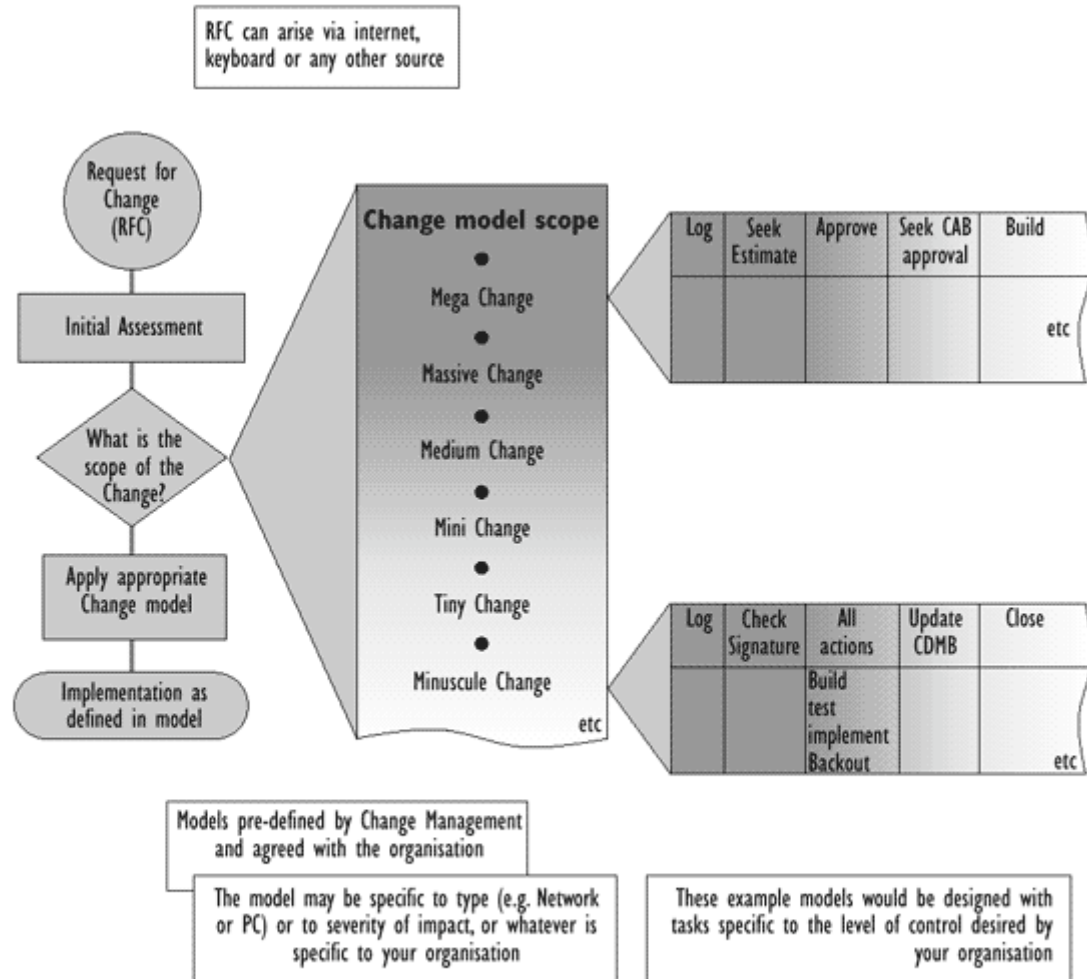 RFC can arise via internet,
keyboard or any other source
Request for
Change
(RFC)
Initial Assessment
What is the
scope of the
Change?
Apply appropriate
Change model
Implementation as
defined in model
Change model scope
Mega Change
Massive Change
Medium Change
Mini Change
Tiny Change
Minuscule Change
etc
Log
Seek
Estimate
Approve
Seek CAB
approval
Build
etc
Log
Check
Signature
All
actions
Update
CDMB
Close
Build
test
implement
Backout
etc
Models pre-defined by Change Management
and agreed with the organisation
The model may be specific to type (e.g. Network
or PC) or to severity of impact, or whatever is
specific to your organisation
These example models would be designed with
tasks specific to the level of control desired by
your organisation